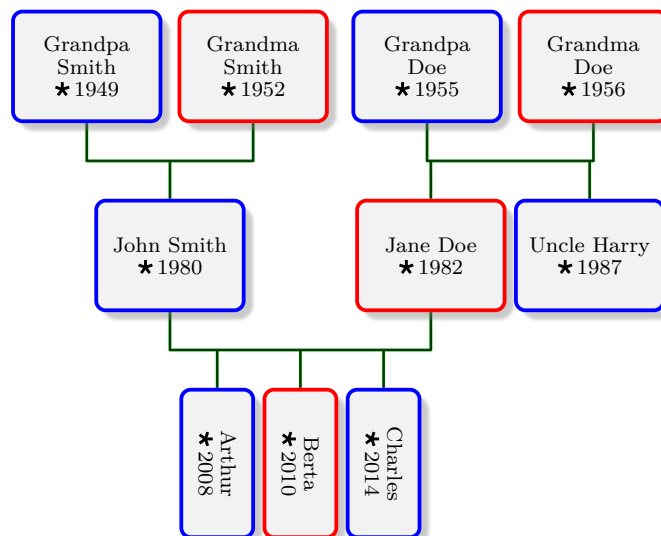 Grandpa
Smith
★1949
Grandma
Smith
★1952
Grandpa
Doe
★1955
Grandma
Doe
★1956
John Smith
★1980
Jane Doe
★1982
Uncle Harry
★1987
Arthur
★2008
Berta
★2010
Charles
★2014